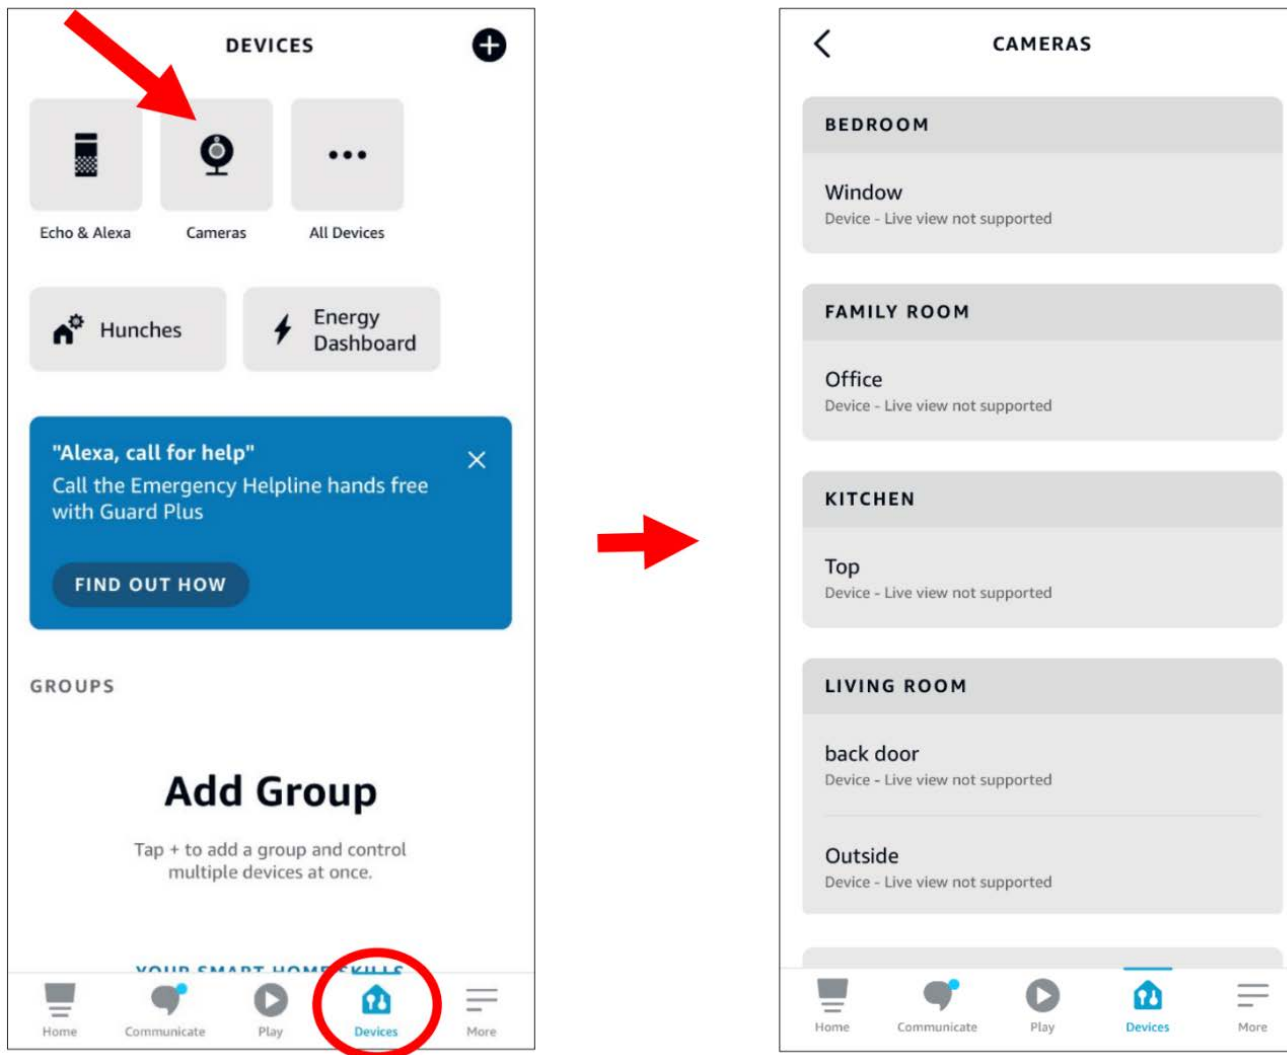 DEVICES
Echo & Alexa
Cameras
All Devices
Hunches
Energy
Dashboard
"Alexa, call for help"
Call the Emergency Helpline hands free
with Guard Plus
FIND OUT HOW
GROUPS
Add Group
Tap + to add a group and control
multiple devices at once.
YOUR SMART HOME SKILLS
Home
Communicate
Play
Devices
More
CAMERAS
BEDROOM
Window
Device - Live view not supported
FAMILY ROOM
Office
Device - Live view not supported
KITCHEN
Top
Device - Live view not supported
LIVING ROOM
back door
Device - Live view not supported
Outside
Device - Live view not supported
Home
Communicate
Play
Devices
More